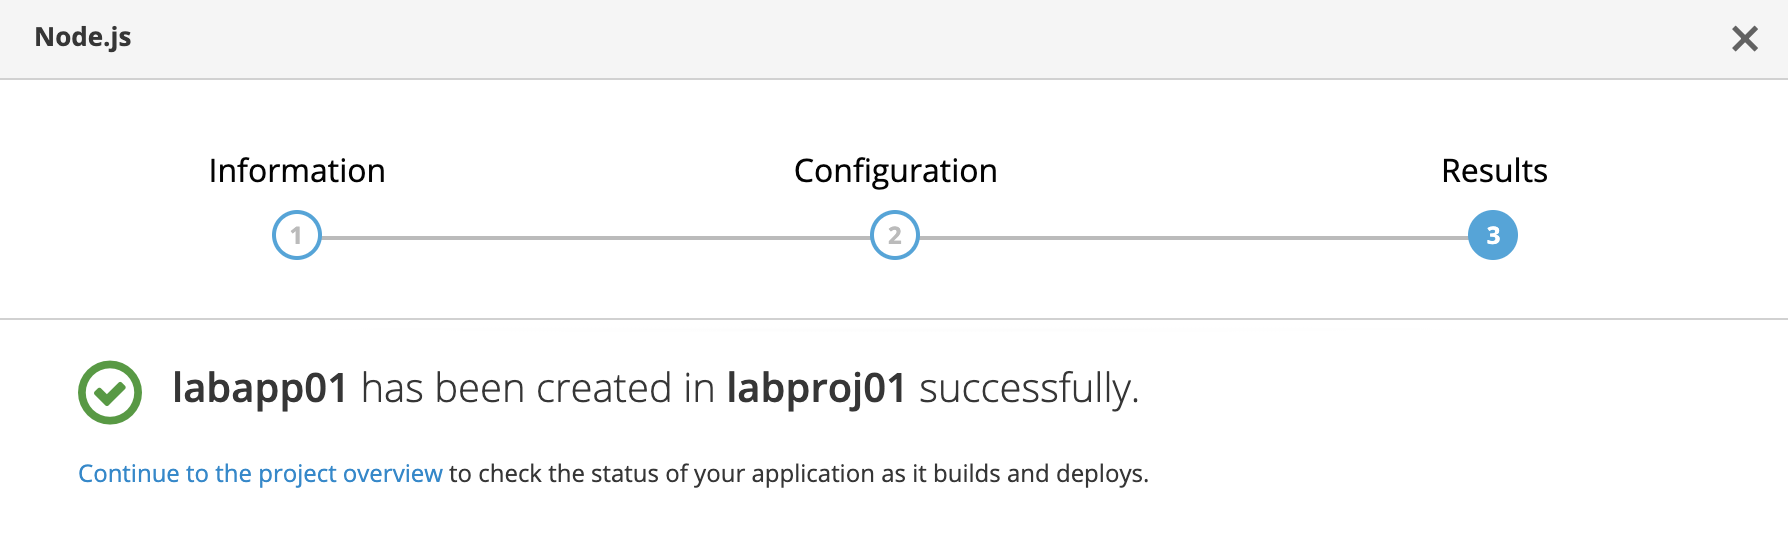 Node.js
Information
Configuration
Results
1
2
3
labapp01 has been created in labproj01 successfully.
Continue to the project overview to check the status of your application as it builds and deploys.